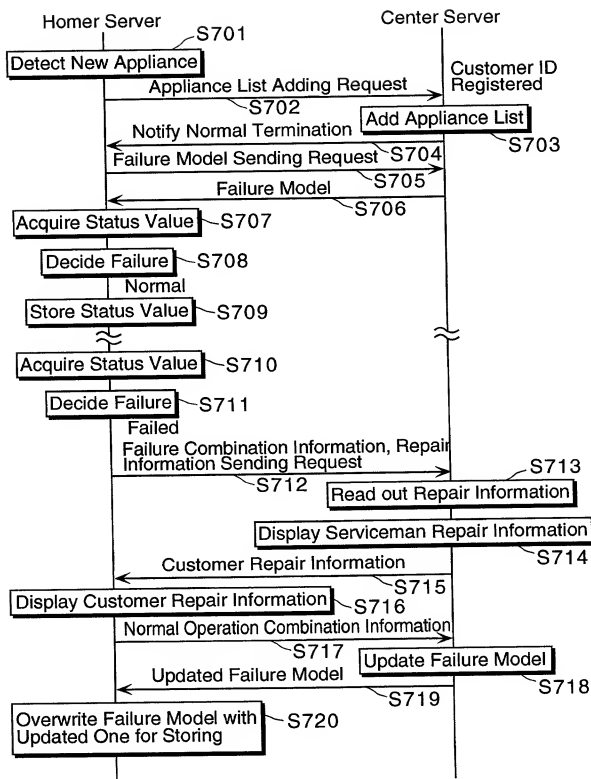 Homer Server
Center Server
S701
Detect New Appliance
Appliance List Adding Request
Customer ID
Registered
S702
Add Appliance List
Notify Normal Termination
S704
S703
Failure Model Sending Request
S705
Failure Model
S706
Acquire Status Value
S707
Decide Failure
S708
Normal
Store Status Value
S709
Acquire Status Value
S710
Decide Failure
S711
Failed
Failure Combination Information, Repair
Information Sending Request
S712
S713
Read out Repair Information
Display Serviceman Repair Information
S714
Customer Repair Information
S715
Display Customer Repair Information
S716
Normal Operation Combination Information
S717
Update Failure Model
S718
Updated Failure Model
S719
Overwrite Failure Model with
Updated One for Storing
S720